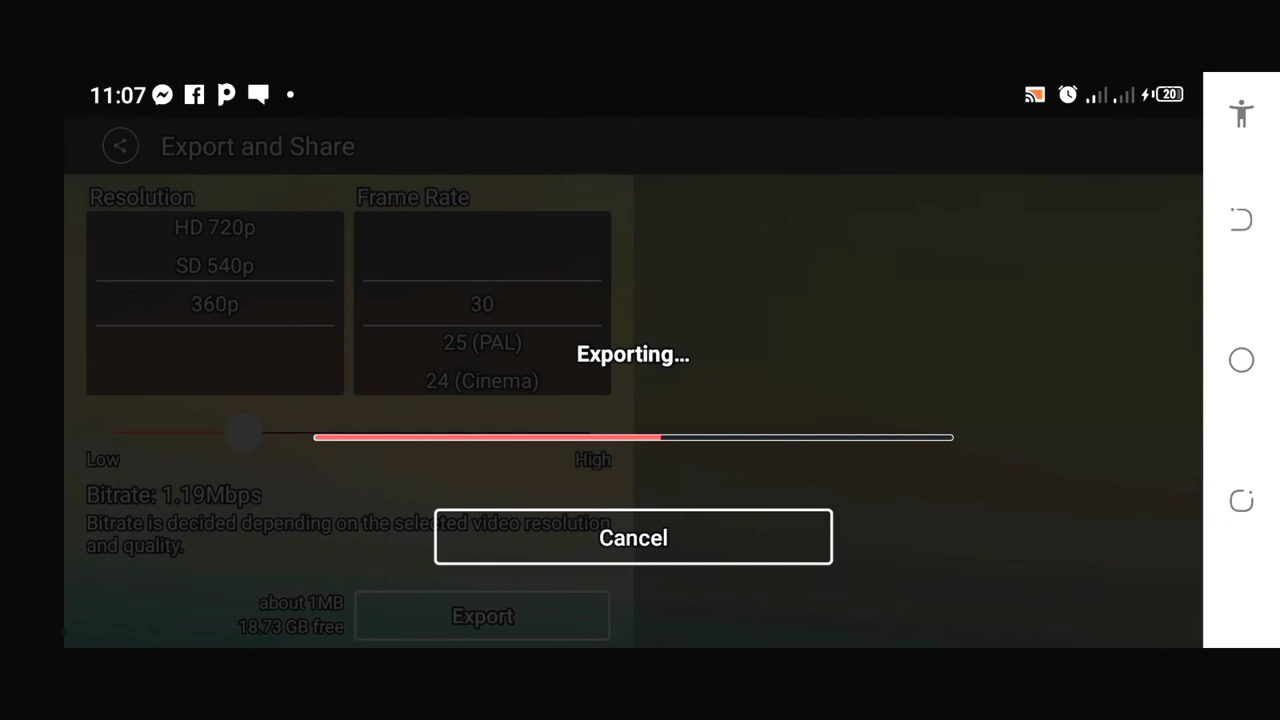 11:07
20
Export and Share
Resolution
Frame Rate
HD 720p
SD 540p
360p
30
25 (PAL)
24 (Cinema)
Exporting...
Low
High
Bitrate: 1.19Mbps
Bitrate is decided depending on the selected video resolution
and quality.
Cancel
about 1MB
18.73 GB free
Export